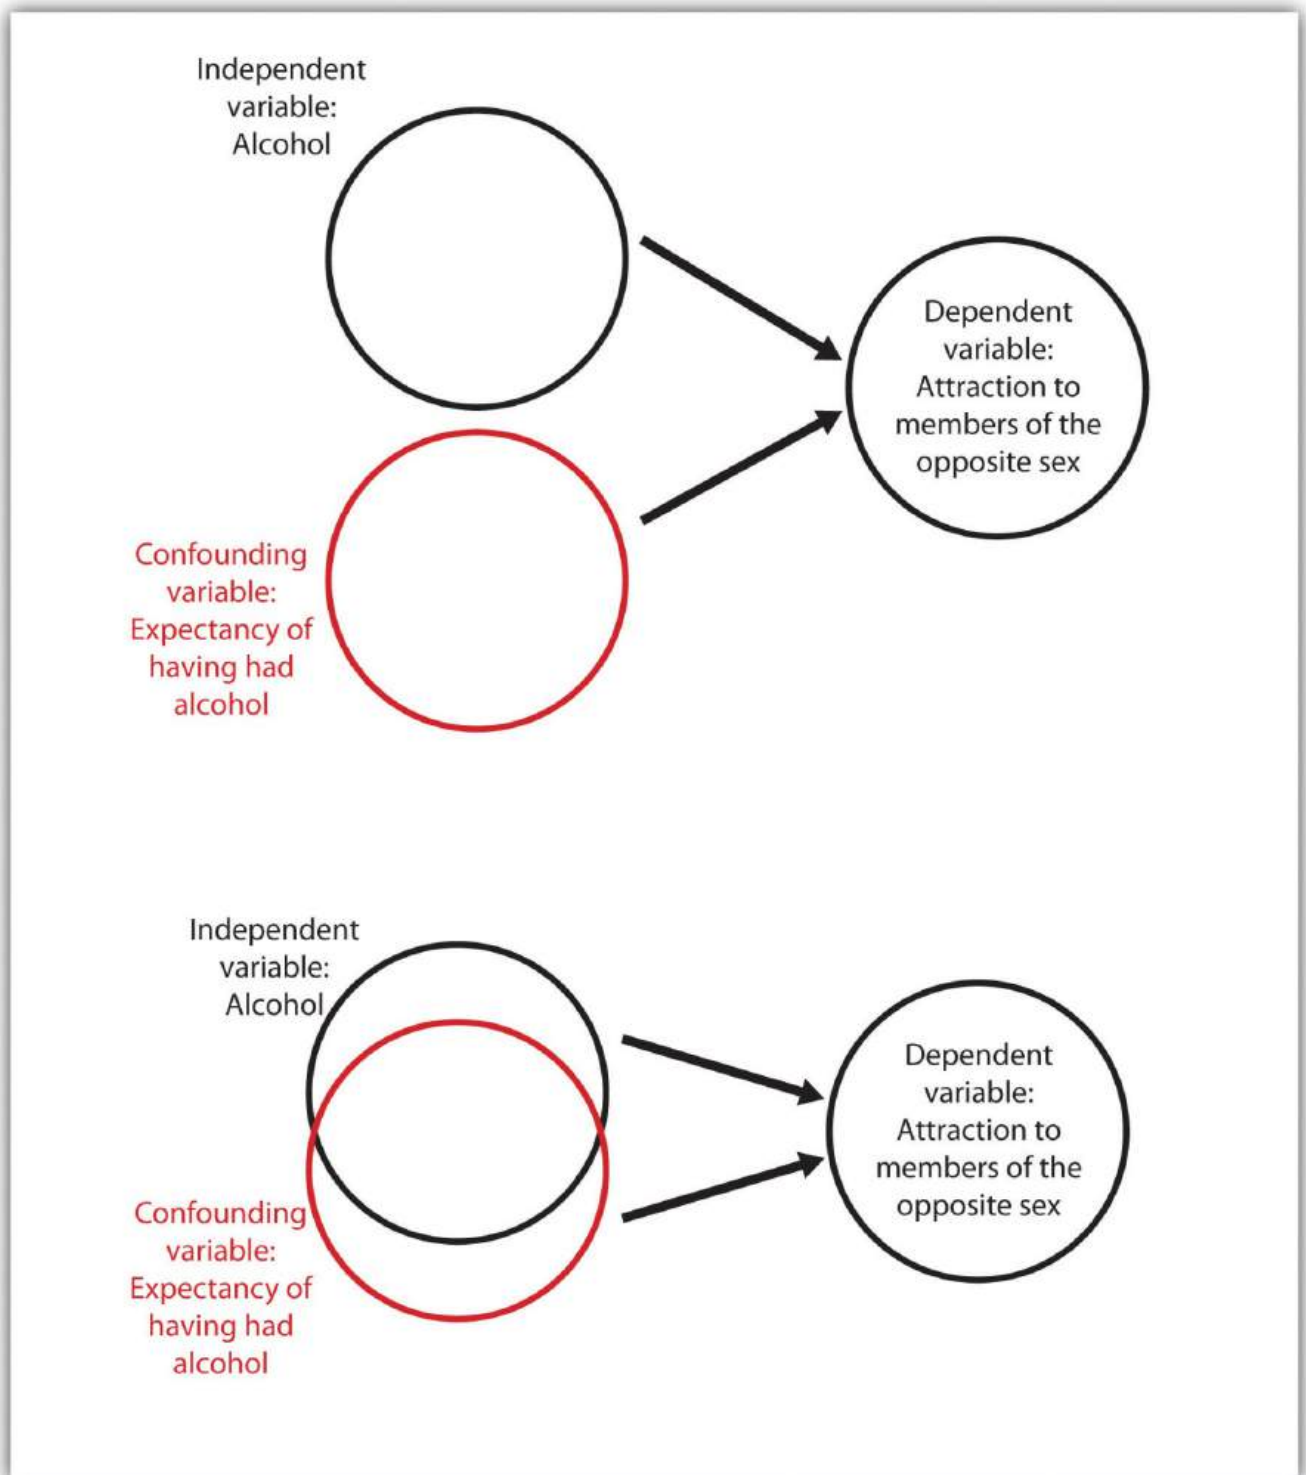 Independent
variable:
Alcohol
Dependent
variable:
Attraction to
members of the
opposite sex
Confounding
variable:
Expectancy of
having had
alcohol
Independent
variable:
Alcohol
Dependent
variable:
Attraction to
members of the
opposite sex
Confounding
variable:
Expectancy of
having had
alcohol